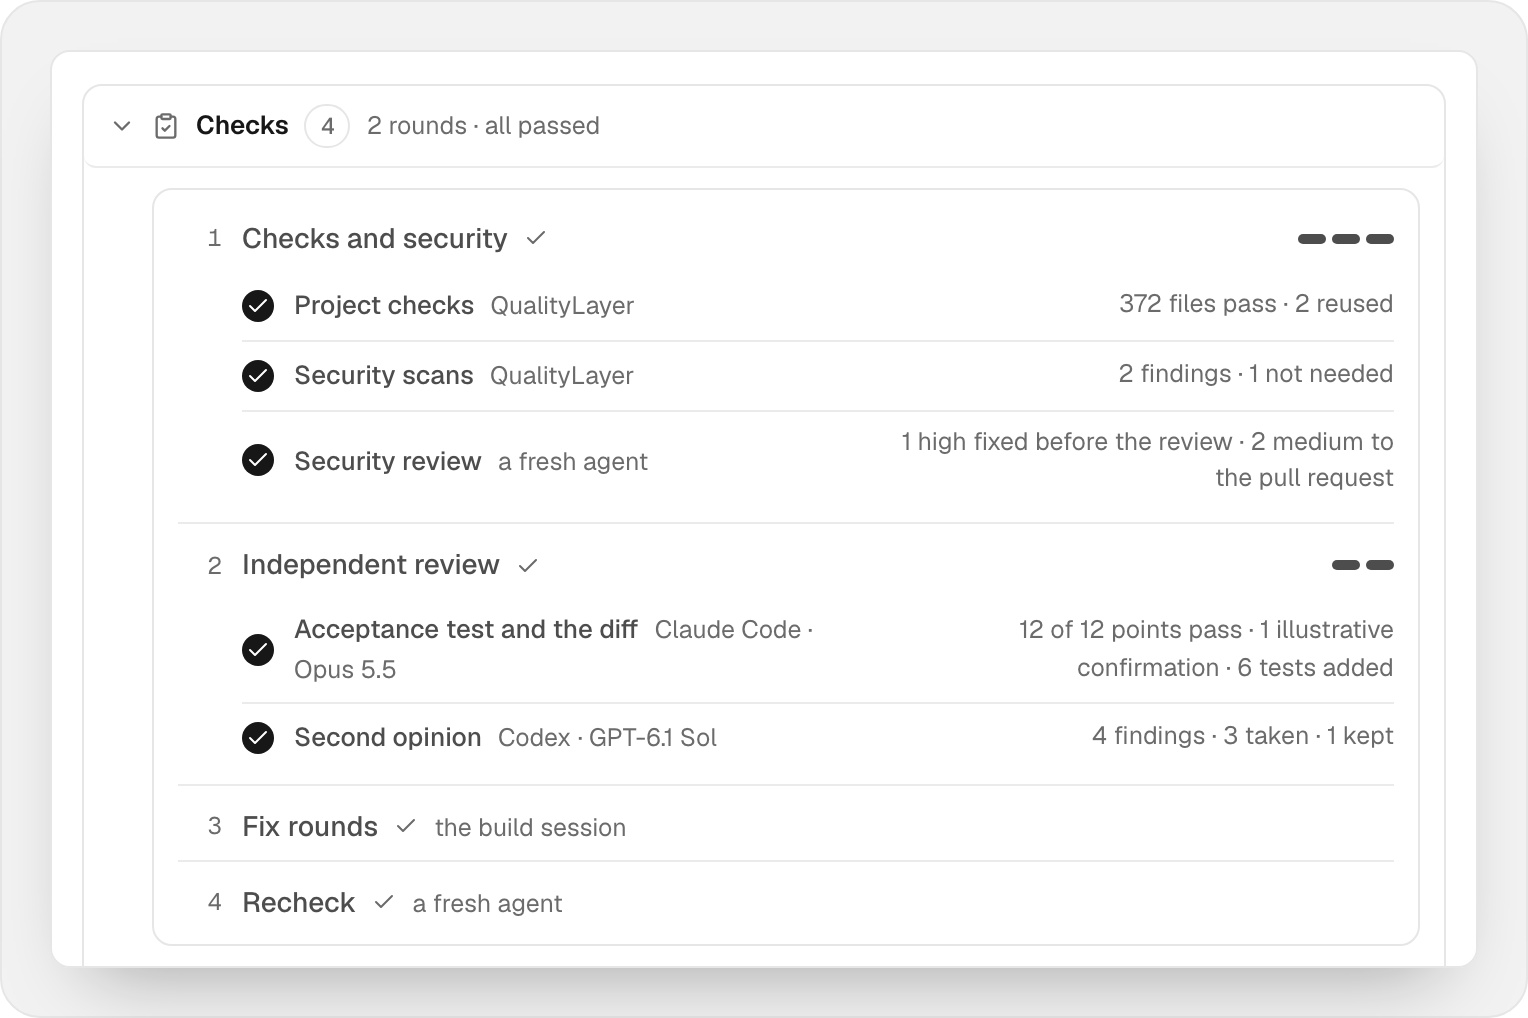 Checks 4 2 rounds · all passed
1 Checks and security
Project checks QualityLayer 372 files pass · 2 reused
Security scans QualityLayer 2 findings · 1 not needed
Security review a fresh agent 1 high fixed before the review · 2 medium to
the pull request
2 Independent review
Acceptance test and the diff Claude Code · 12 of 12 points pass · 1 illustrative
Opus 5.5 confirmation · 6 tests added
Second opinion Codex · GPT-6.1 Sol 4 findings · 3 taken · 1 kept
3 Fix rounds the build session
4 Recheck a fresh agent